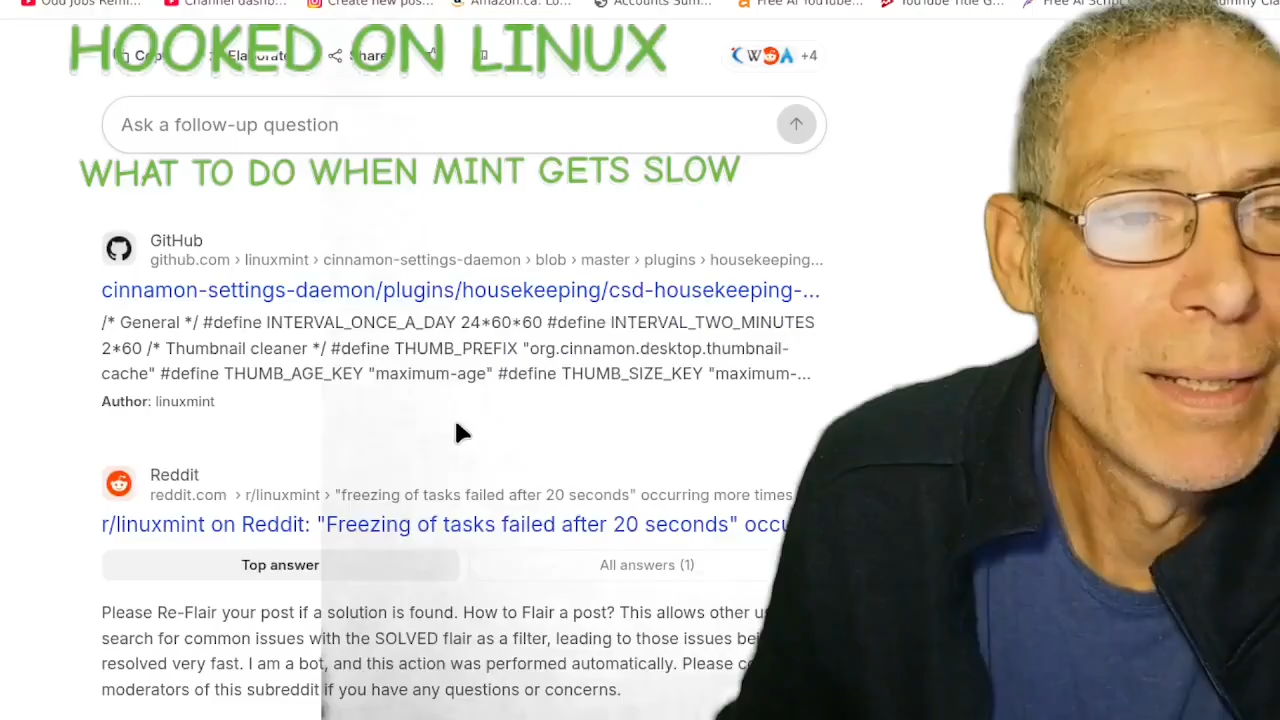 Odd jobs Remi...
Channel dashb...
Create new pos...
Amazon.ca: Lo...
Accounts Sum...
Free AI YouTube...
YouTube Title G...
Free AI Script
HOOKED ON LINUX
Elaborate
Share
+4
Ask a follow-up question
WHAT TO DO WHEN MINT GETS SLOW
GitHub
github.com › linuxmint › cinnamon-settings-daemon › blob › master › plugins › housekeeping...
cinnamon-settings-daemon/plugins/housekeeping/csd-housekeeping-...
/* General */ #define INTERVAL_ONCE_A_DAY 24*60*60 #define INTERVAL_TWO_MINUTES
2*60 /* Thumbnail cleaner */ #define THUMB_PREFIX "org.cinnamon.desktop.thumbnail-
cache" #define THUMB_AGE_KEY "maximum-age" #define THUMB_SIZE_KEY "maximum-...
Author: linuxmint
Reddit
reddit.com › r/linuxmint › "freezing of tasks failed after 20 seconds" occurring more times
r/linuxmint on Reddit: "Freezing of tasks failed after 20 seconds" occu
Top answer
All answers (1)
Please Re-Flair your post if a solution is found. How to Flair a post? This allows other u
search for common issues with the SOLVED flair as a filter, leading to those issues bei
resolved very fast. I am a bot, and this action was performed automatically. Please c
moderators of this subreddit if you have any questions or concerns.